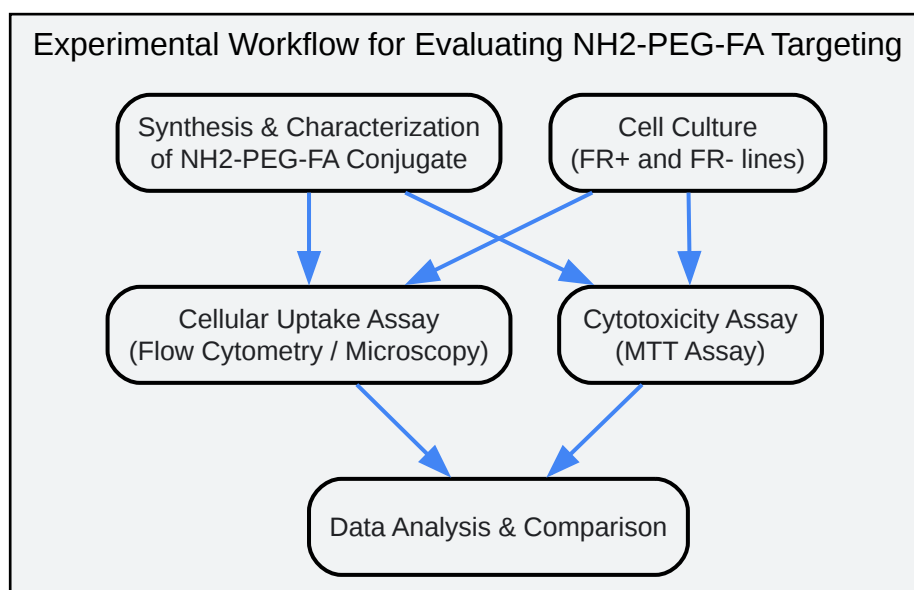 Experimental Workflow for Evaluating NH2-PEG-FA Targeting
Synthesis & Characterization
of NH2-PEG-FA Conjugate
Cell Culture
(FR+ and FR- lines)
Cellular Uptake Assay
(Flow Cytometry / Microscopy)
Cytotoxicity Assay
(MTT Assay)
Data Analysis & Comparison